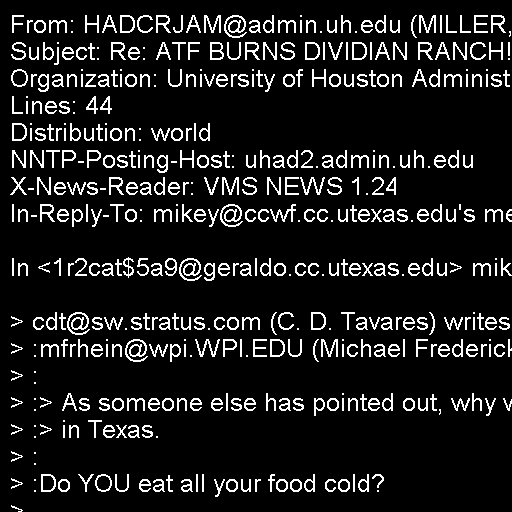 From: HADCRJAM@admin.uh.edu (MILLER,
Subject: Re: ATF BURNS DIVIDIAN RANCH!
Organization: University of Houston Administ
Lines: 44
Distribution: world
NNTP-Posting-Host: uhad2.admin.uh.edu
X-News-Reader: VMS NEWS 1.24
In-Reply-To: mikey@ccwf.cc.utexas.edu's me
In <1r2cat$5a9@geraldo.cc.utexas.edu> mik
> cdt@sw.stratus.com (C. D. Tavares) writes
> :mfrhein@wpi.WPI.EDU (Michael Frederick
> :
> :> As someone else has pointed out, why
> :> in Texas.
> :
> :Do YOU eat all your food cold?
>